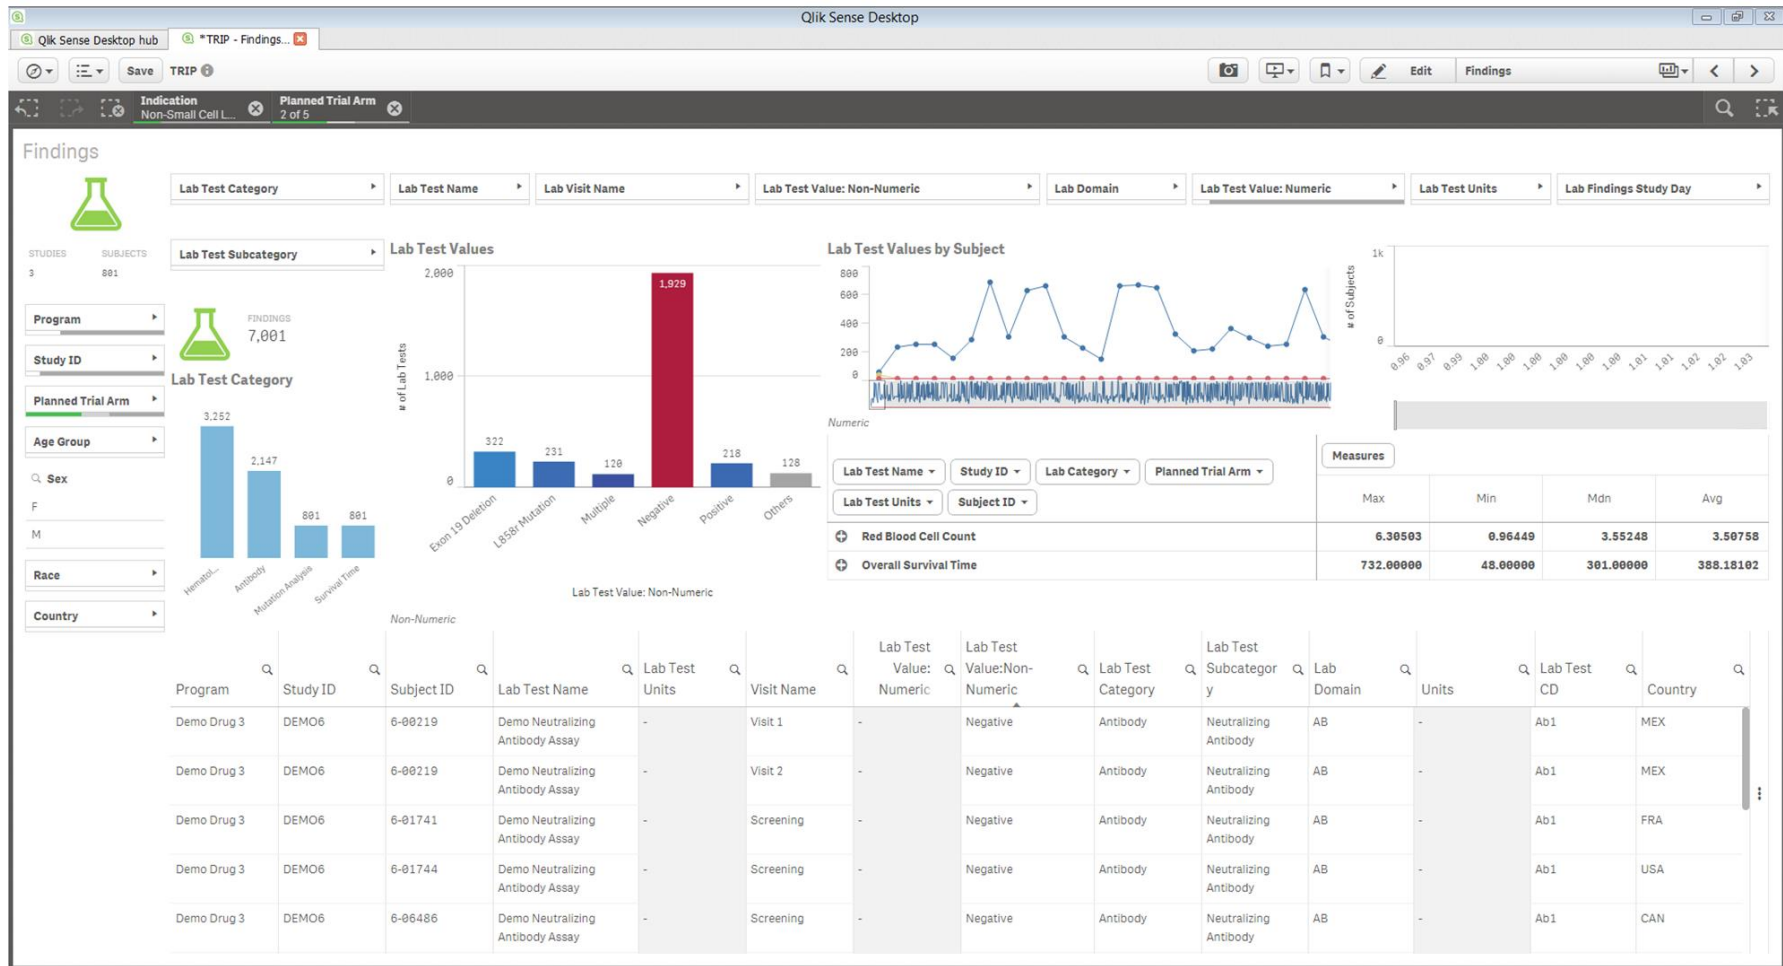 Qlik Sense Desktop
Qlik Sense Desktop hub
*TRIP - Findings...
Save
TRIP
Edit
Findings
Indication
Non-Small Cell L...
Planned Trial Arm
2 of 5
Findings
STUDIES
SUBJECTS
3
801
Program
Study ID
Planned Trial Arm
Age Group
Sex
F
M
Race
Country
Lab Test Category
Lab Test Name
Lab Visit Name
Lab Test Value: Non-Numeric
Lab Domain
Lab Test Value: Numeric
Lab Test Units
Lab Findings Study Day
Lab Test Subcategory
FINDINGS
7,001
Lab Test Category
3,252
2,147
801
801
Hematol...
Antibody
Mutation Analysis
Survival Time
Lab Test Values
# of Lab Tests
2,000
1,000
0
322
231
120
1,929
218
128
Exon 19 Deletion
L858r Mutation
Multiple
Negative
Positive
Others
Lab Test Value: Non-Numeric
Non-Numeric
Lab Test Values by Subject
800
600
400
200
0
Numeric
# of Subjects
1k
0
0.96 0.97 0.99 1.00 1.00 1.00 1.00 1.00 1.00 1.01 1.01 1.02 1.02 1.03
Lab Test Name
Study ID
Lab Category
Planned Trial Arm
Lab Test Units
Subject ID
Measures
Max Min Mdn Avg
Red Blood Cell Count 6.30503 0.96449 3.55248 3.50758
Overall Survival Time 732.00000 48.00000 301.00000 388.18102
Program
Study ID
Subject ID
Lab Test Name
Lab Test
Units
Visit Name
Lab Test
Value:
Numeric
Lab Test
Value:Non-
Numeric
Lab Test
Category
Lab Test
Subcategor
y
Lab
Domain
Units
Lab Test
CD
Country
Demo Drug 3 DEMO6 6-00219 Demo Neutralizing - Visit 1 - Negative Antibody Neutralizing AB - Ab1 MEX
Antibody Assay Antibody
Demo Drug 3 DEMO6 6-00219 Demo Neutralizing - Visit 2 - Negative Antibody Neutralizing AB - Ab1 MEX
Antibody Assay Antibody
Demo Drug 3 DEMO6 6-01741 Demo Neutralizing - Screening - Negative Antibody Neutralizing AB - Ab1 FRA
Antibody Assay Antibody
Demo Drug 3 DEMO6 6-01744 Demo Neutralizing - Screening - Negative Antibody Neutralizing AB - Ab1 USA
Antibody Assay Antibody
Demo Drug 3 DEMO6 6-06486 Demo Neutralizing - Screening - Negative Antibody Neutralizing AB - Ab1 CAN
Antibody Assay Antibody